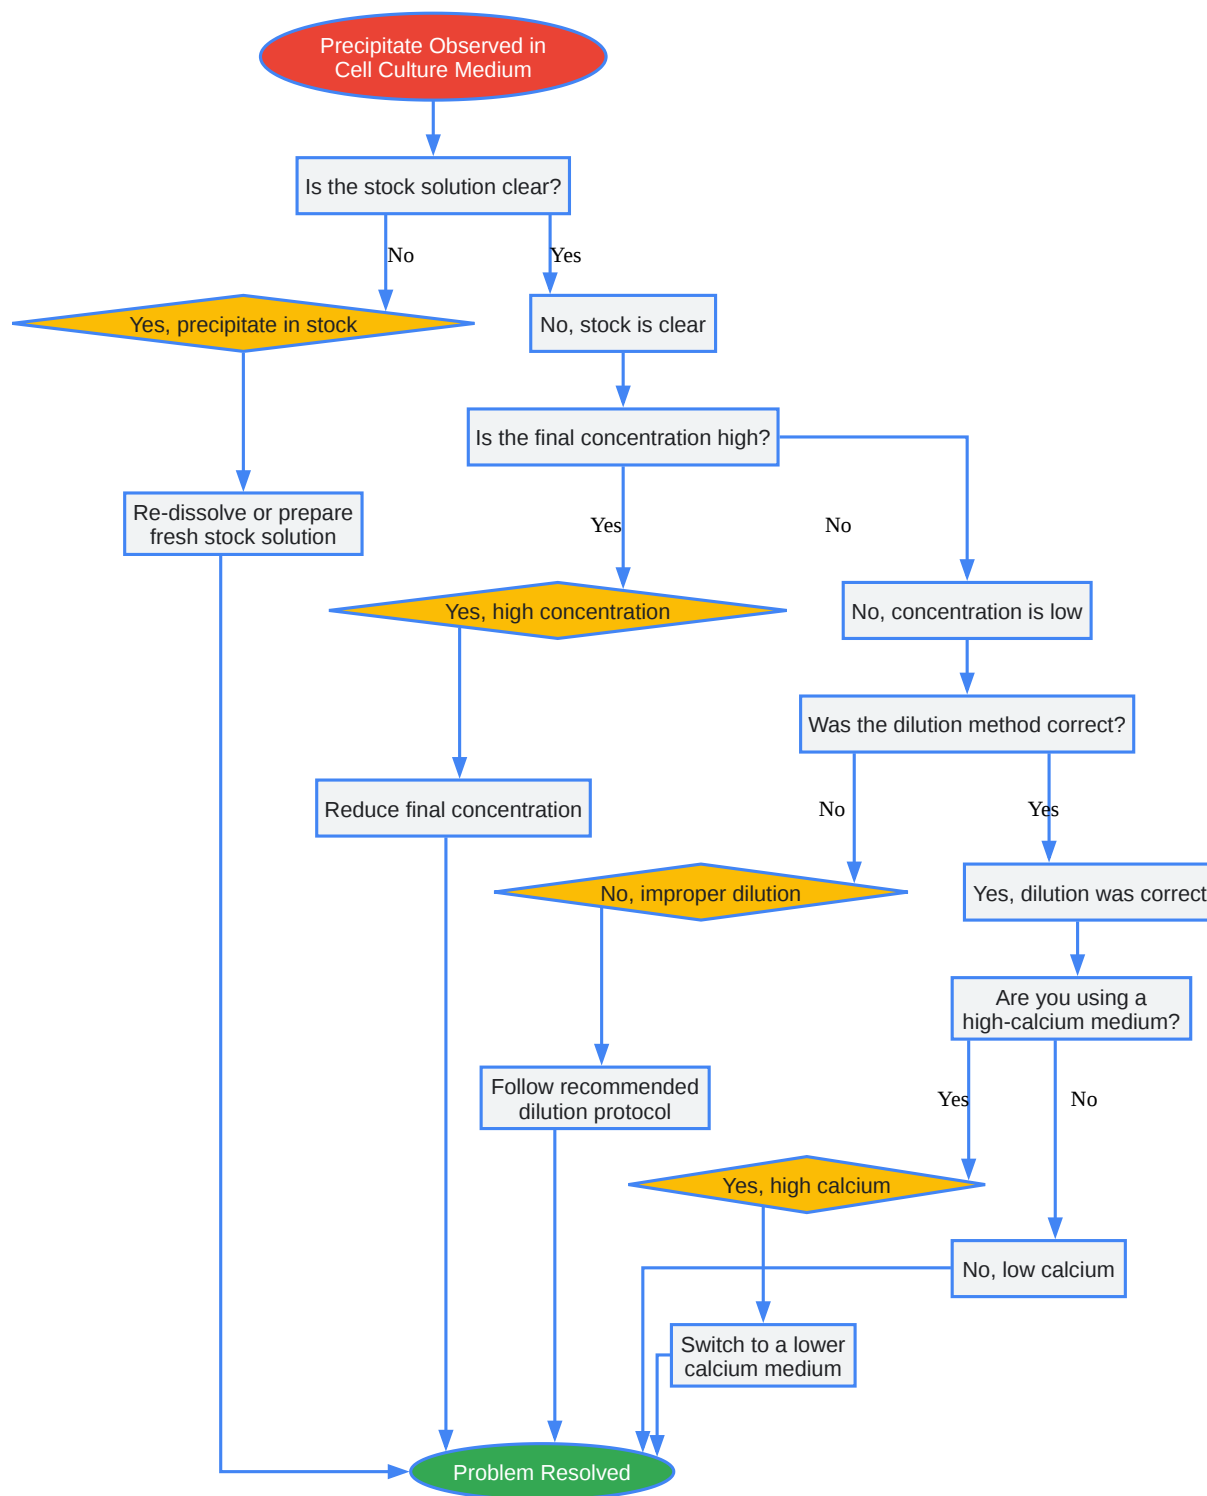 Precipitate Observed in
Cell Culture Medium
Is the stock solution clear?
No
Yes
Yes, precipitate in stock
No, stock is clear
Is the final concentration high?
Re-dissolve or prepare
fresh stock solution
Yes
No
Yes, high concentration
No, concentration is low
Was the dilution method correct?
Reduce final concentration
No
Yes
No, improper dilution
Yes, dilution was correct
Are you using a
high-calcium medium?
Follow recommended
dilution protocol
Yes
No
Yes, high calcium
No, low calcium
Switch to a lower
calcium medium
Problem Resolved